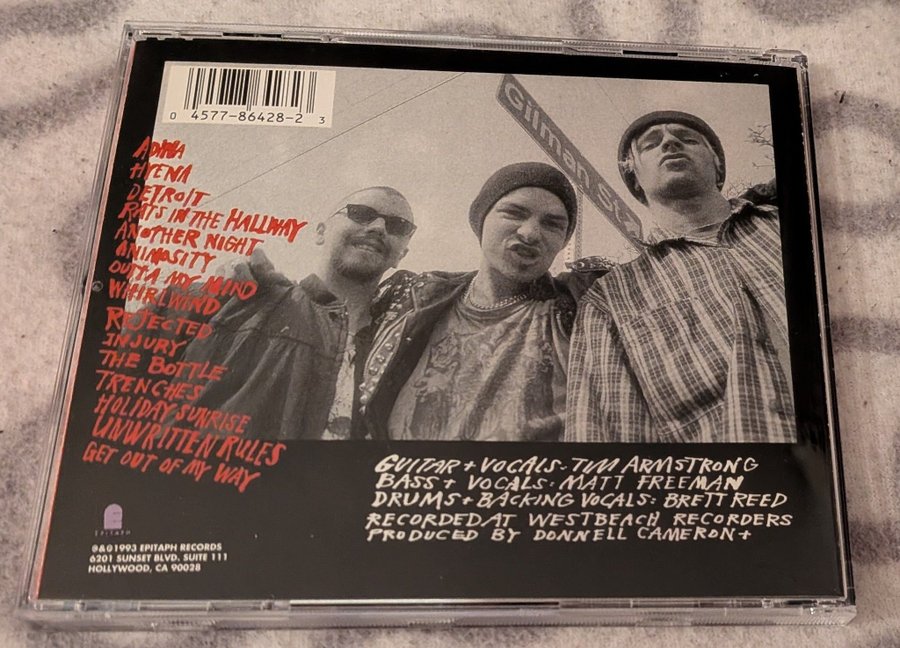 0 4577-86428-2 3
Gilman St.
ADINA
HYENA
DETROIT
RATS IN THE HALLWAY
ANOTHER NIGHT
ANIMOSITY
OUTTA MY MIND
WHIRLWIND
REJECTED
INJURY
THE BOTTLE
TRENCHES
HOLIDAY SUNRISE
UNWRITTEN RULES
GET OUT OF MY WAY
GUITAR + VOCALS - TIM ARMSTRONG
BASS + VOCALS: MATT FREEMAN
DRUMS + BACKING VOCALS: BRETT REED
RECORDED AT WESTBEACH RECORDERS
PRODUCED BY DONNELL CAMERON +
EPITAPH
℗&©1993 EPITAPH RECORDS
6201 SUNSET BLVD. SUITE 111
HOLLYWOOD, CA 90028